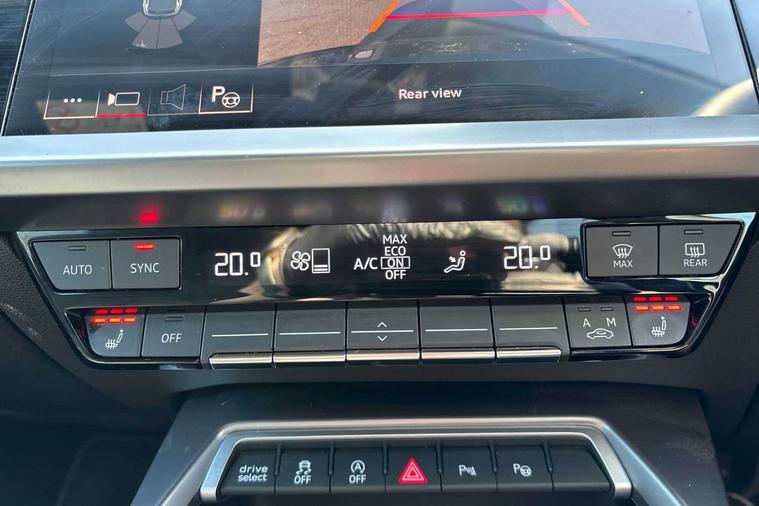 P
Rear view
AUTO
SYNC
20.0
A/C
MAX
ECO
ON
OFF
20.0
MAX
REAR
OFF
A M
drive
select
OFF
A
OFF
P
P